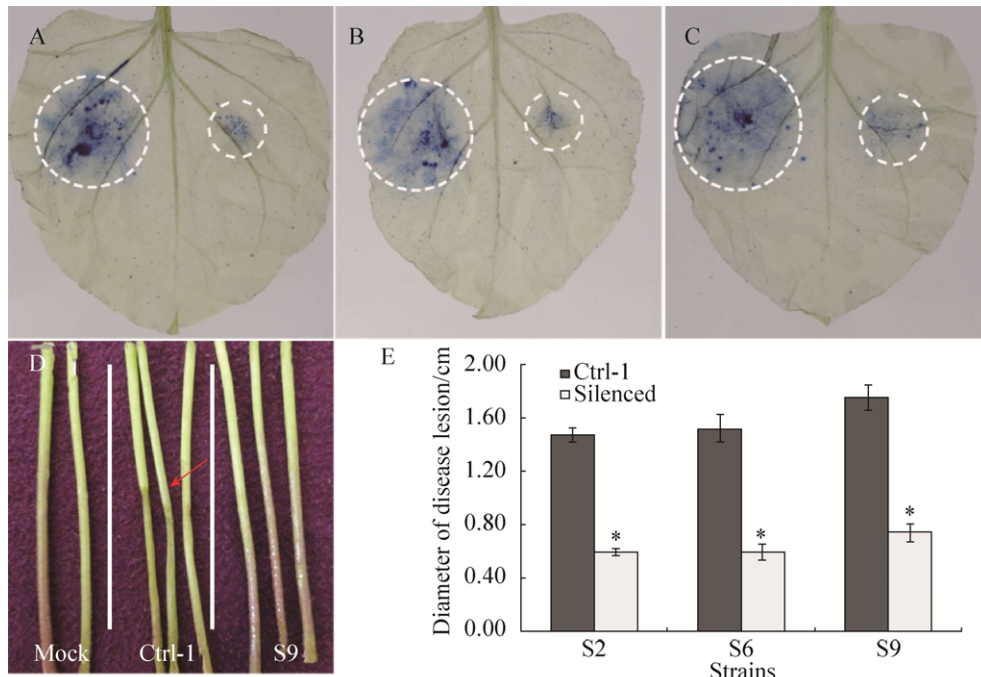 A
B
C
D
Mock
Ctrl-1
S9
E
Diameter of disease lesion/cm
2.00
1.60
1.20
0.80
0.40
0.00
Ctrl-1
Silenced
*
*
*
S2
S6
S9
Strains